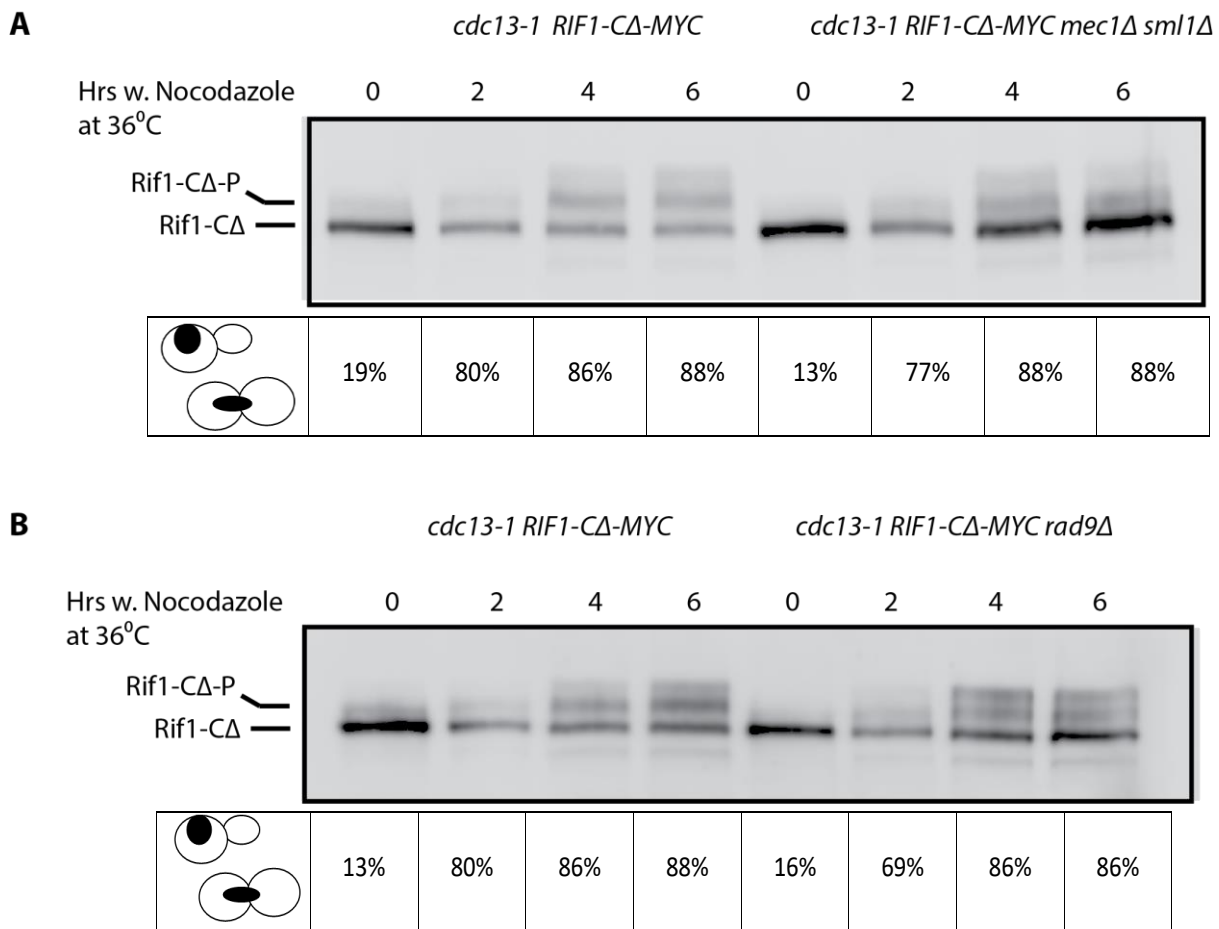 A
cdc13-1 RIF1-CΔ-MYC cdc13-1 RIF1-CΔ-MYC mec1Δ sml1Δ
Hrs w. Nocodazole 0 2 4 6 0 2 4 6
at 36⁰C
Rif1-CΔ-P
Rif1-CΔ
19% 80% 86% 88% 13% 77% 88% 88%
B
cdc13-1 RIF1-CΔ-MYC cdc13-1 RIF1-CΔ-MYC rad9Δ
Hrs w. Nocodazole 0 2 4 6 0 2 4 6
at 36⁰C
Rif1-CΔ-P
Rif1-CΔ
13% 80% 86% 88% 16% 69% 86% 86%